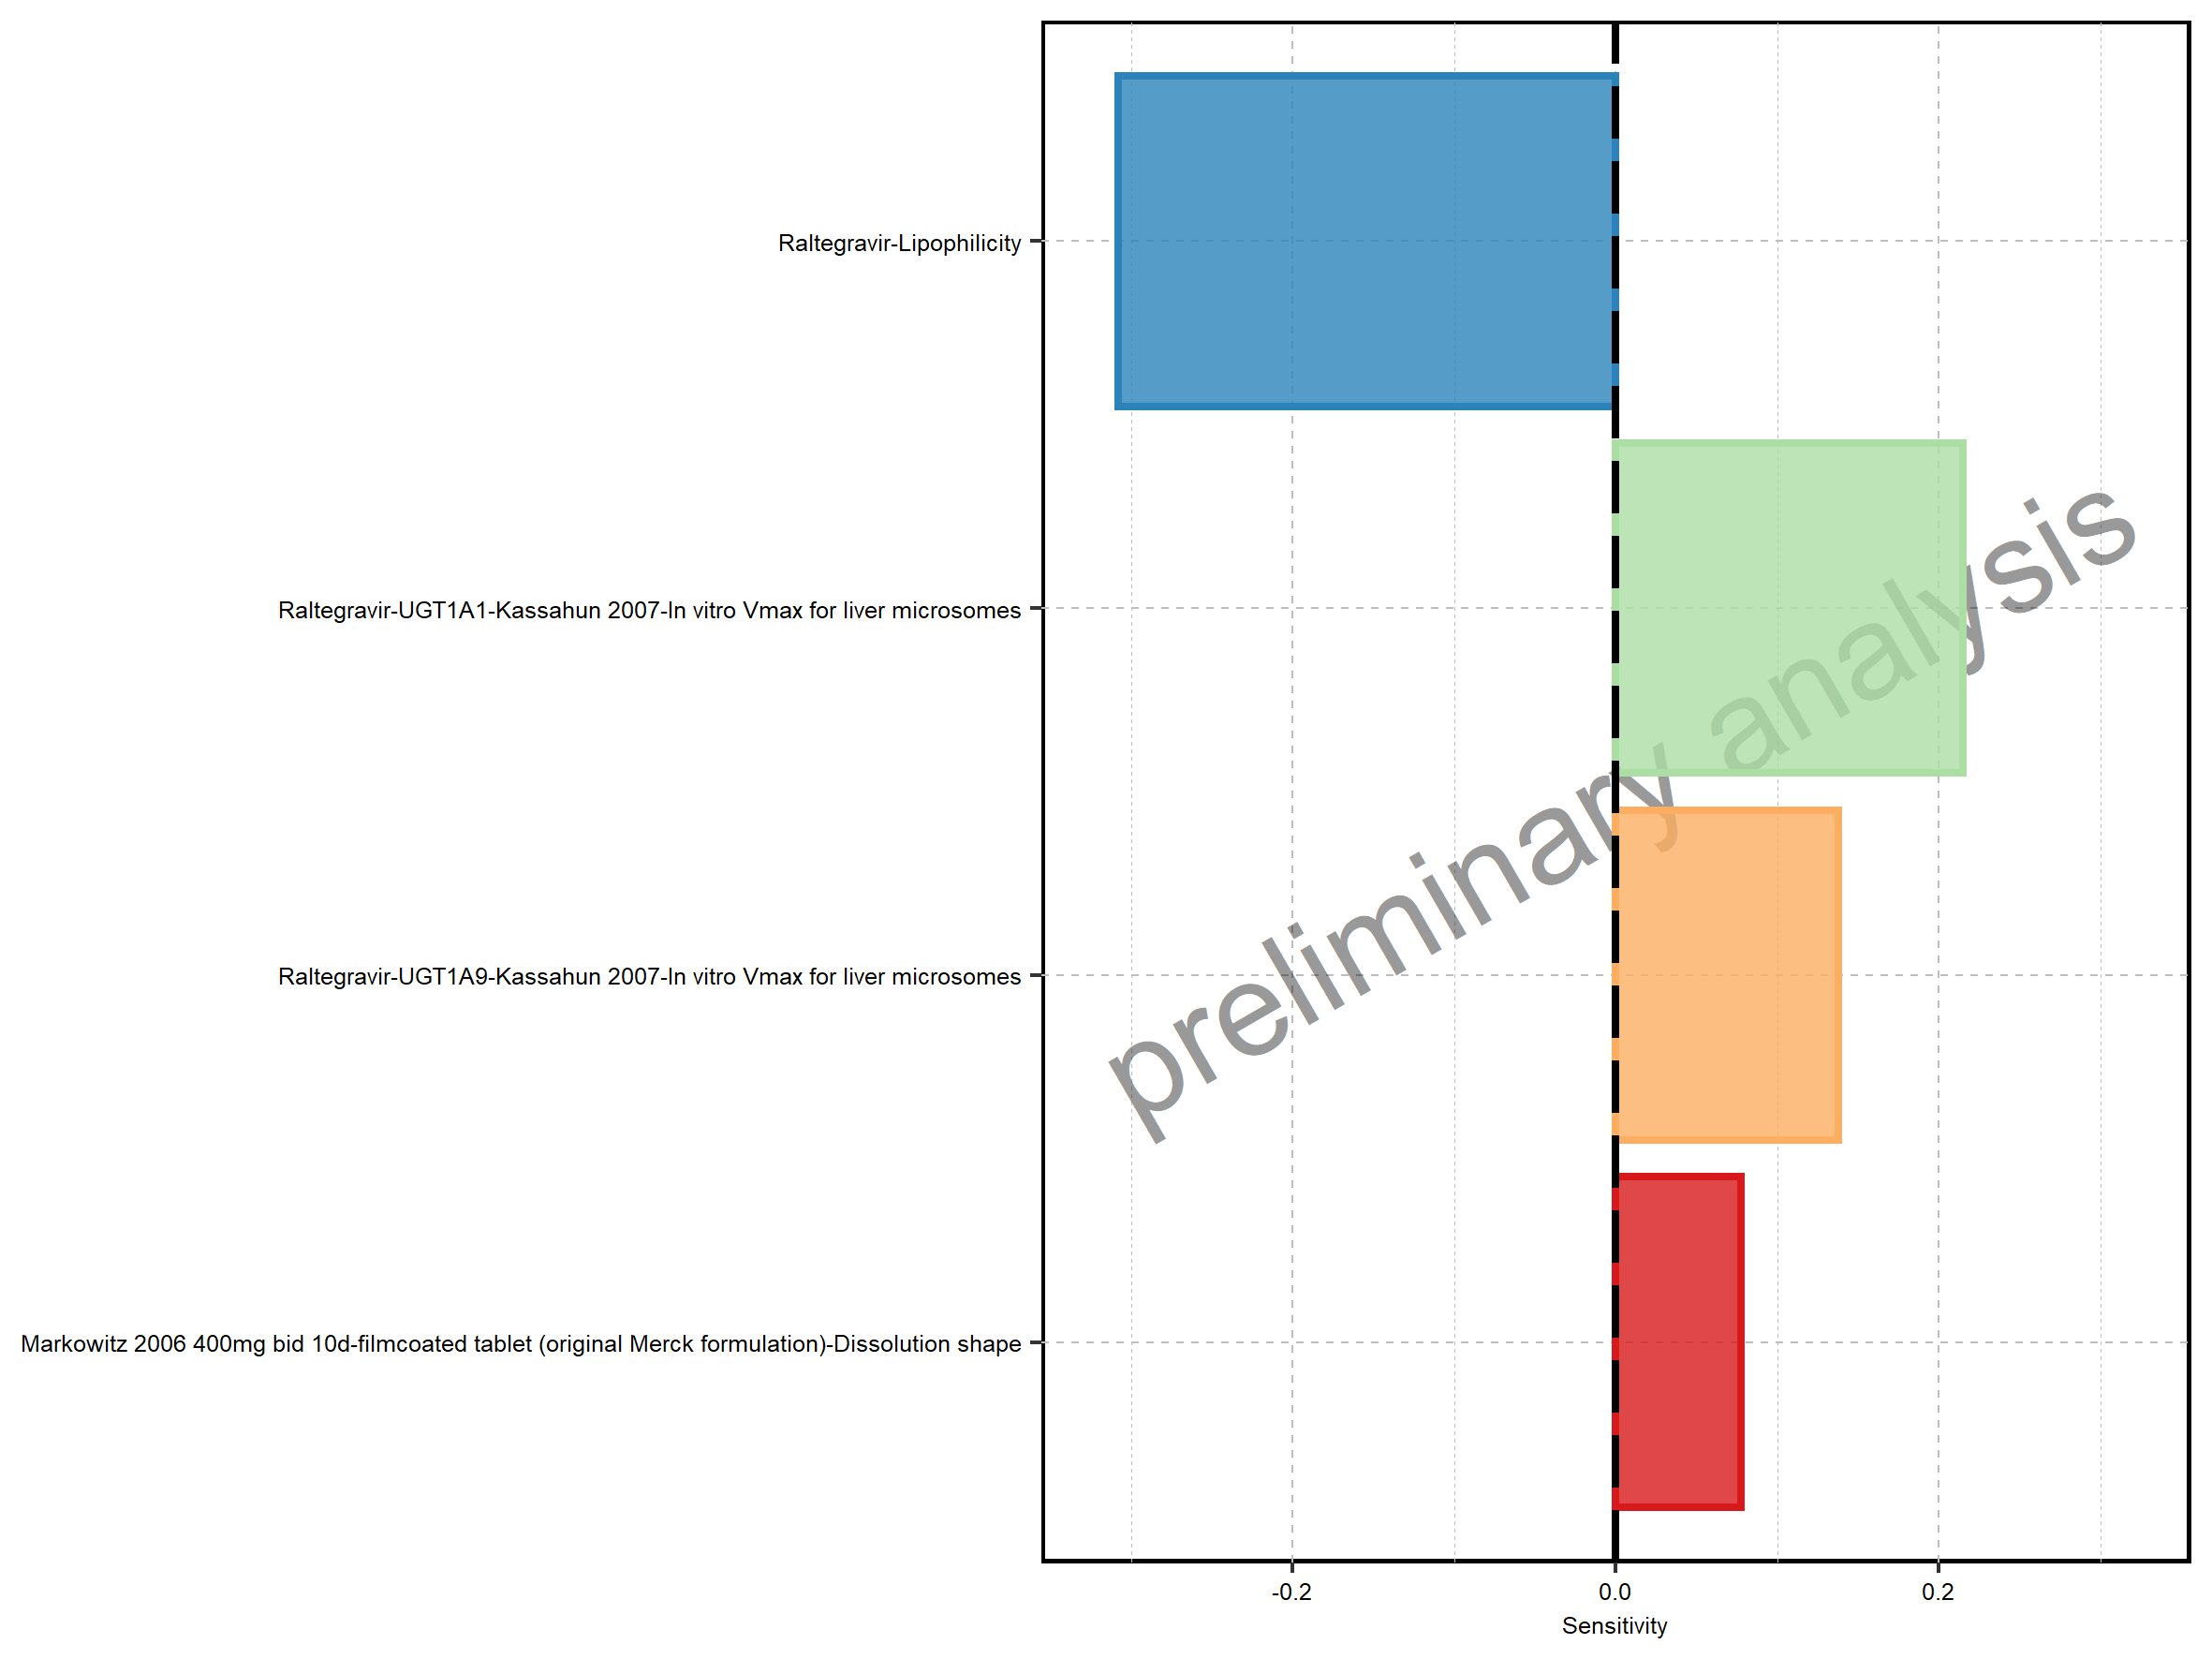 Raltegravir-Lipophilicity
Raltegravir-UGT1A1-Kassahun 2007-In vitro Vmax for liver microsomes
Raltegravir-UGT1A9-Kassahun 2007-In vitro Vmax for liver microsomes
Markowitz 2006 400mg bid 10d-filmcoated tablet (original Merck formulation)-Dissolution shape
preliminary analysis
-0.2 0.0 0.2
Sensitivity